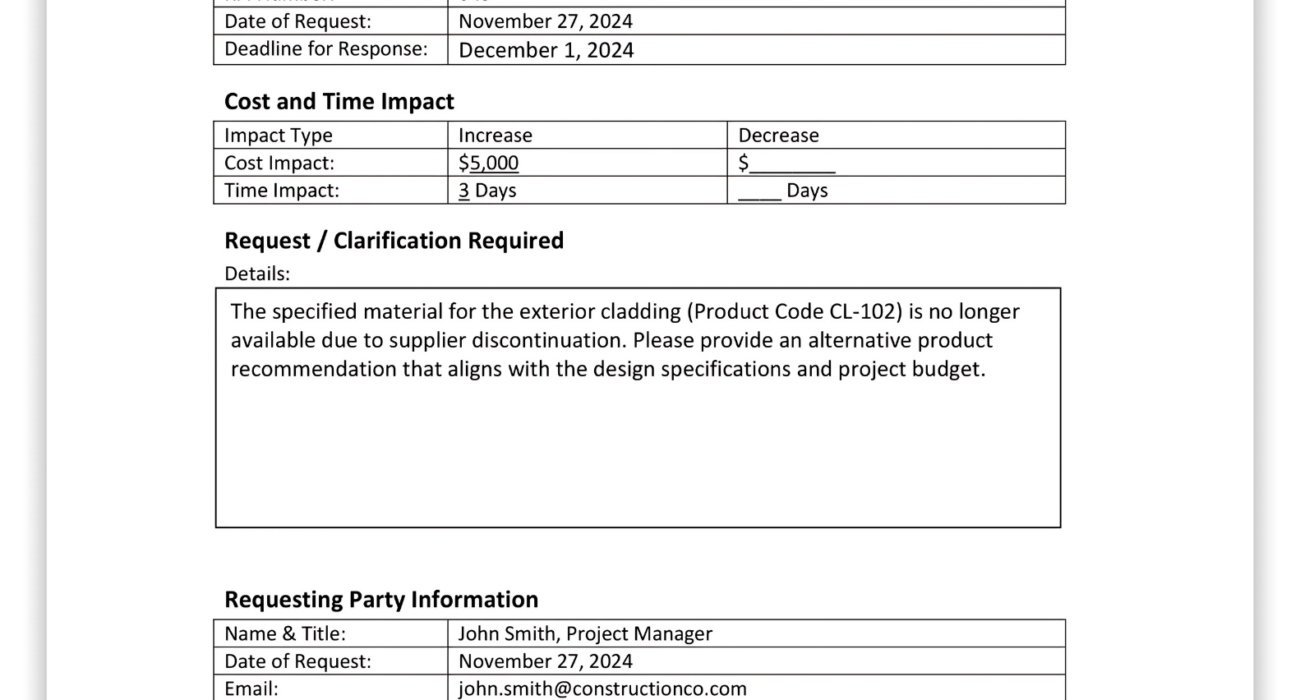 Date of Request: November 27, 2024
Deadline for Response: December 1, 2024
Cost and Time Impact
Impact Type Increase Decrease
Cost Impact: $5,000 $________
Time Impact: 3 Days ____ Days
Request / Clarification Required
Details:
The specified material for the exterior cladding (Product Code CL-102) is no longer
available due to supplier discontinuation. Please provide an alternative product
recommendation that aligns with the design specifications and project budget.
Requesting Party Information
Name & Title: John Smith, Project Manager
Date of Request: November 27, 2024
Email: john.smith@constructionco.com